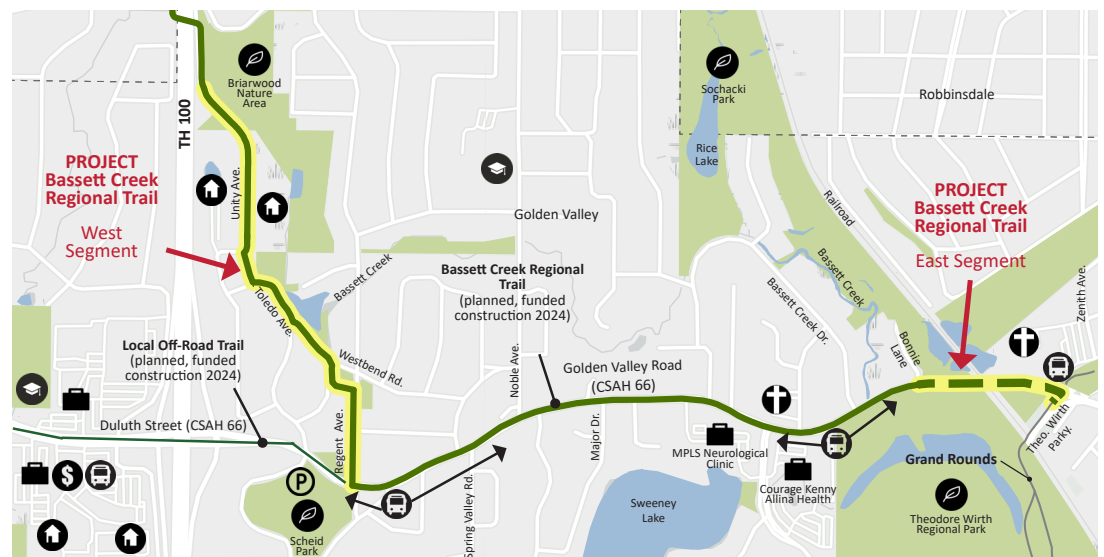 Briarwood
Nature
Area
TH 100
PROJECT
Bassett Creek
Regional Trail
West
Segment
Unity Ave.
Toledo Ave.
Bassett Creek
Westbend Rd.
Local Off-Road Trail
(planned, funded
construction 2024)
Duluth Street (CSAH 66)
Regent Ave.
$
P
Scheid
Park
Spring Valley Rd.
Golden Valley
Bassett Creek Regional
Trail
(planned, funded
construction 2024)
Noble Ave.
Golden Valley Road
(CSAH 66)
Major Dr.
Sweeney
Lake
MPLS Neurological
Clinic
Courage Kenny
Allina Health
Sochacki
Park
Rice
Lake
Robbinsdale
Railroad
Bassett Creek
Bassett Creek Dr.
Bonnie
Lane
PROJECT
Bassett Creek
Regional Trail
East Segment
Zenith Ave.
Theo. Wirth
Parky.
Grand Rounds
Theodore Wirth
Regional Park